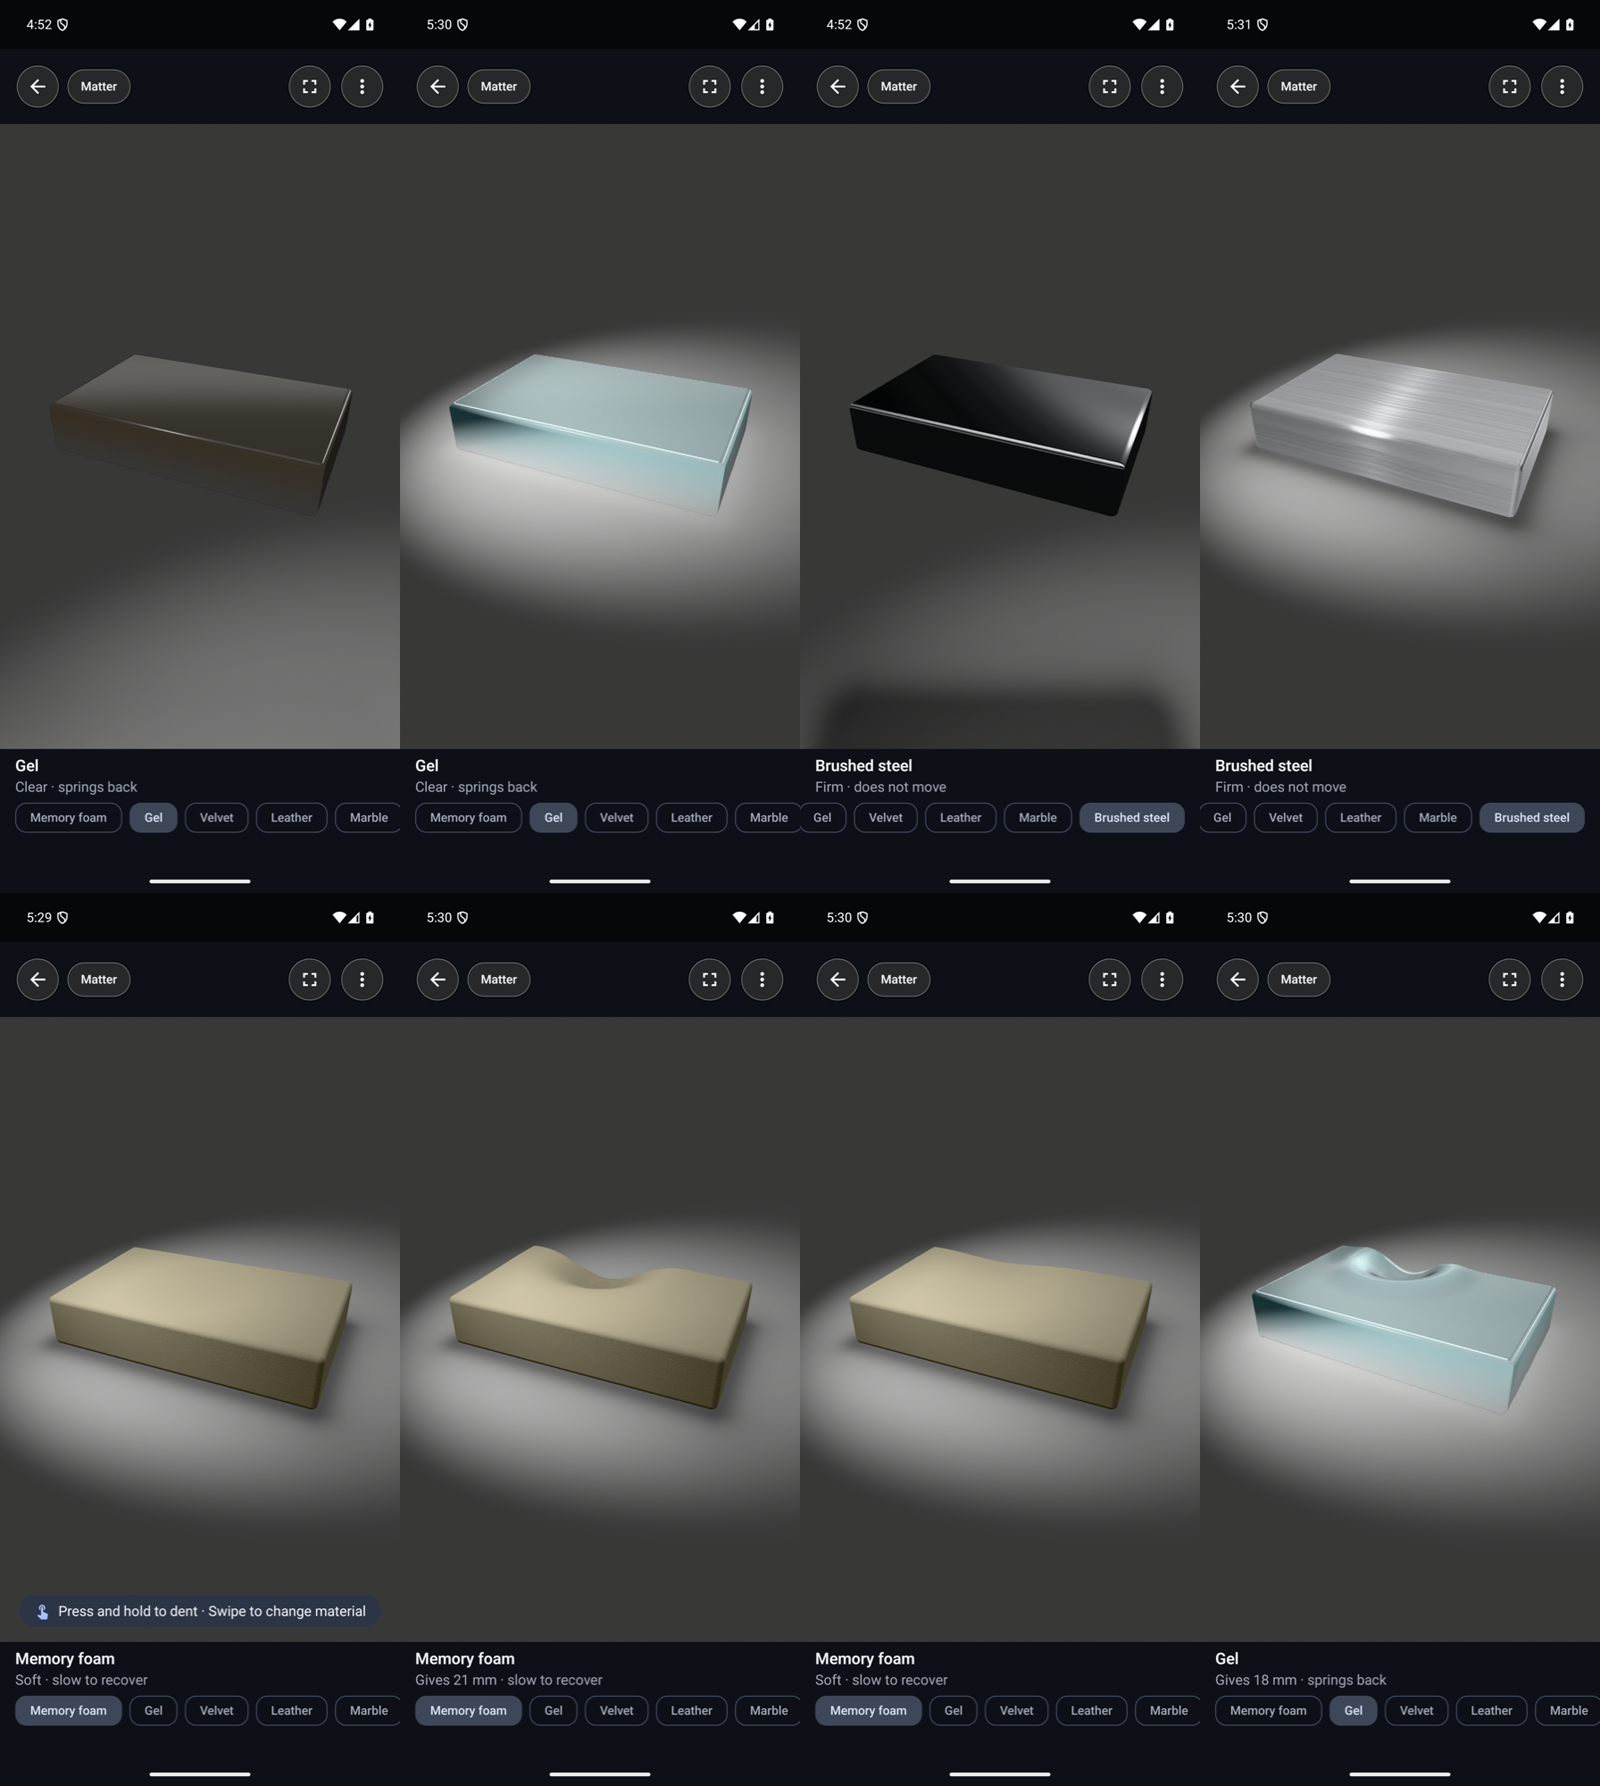 4:52
Matter
Gel
Clear · springs back
Memory foam
Gel
Velvet
Leather
Marble
5:30
Matter
Gel
Clear · springs back
Memory foam
Gel
Velvet
Leather
Marble
4:52
Matter
Brushed steel
Firm · does not move
Gel
Velvet
Leather
Marble
Brushed steel
5:31
Matter
Brushed steel
Firm · does not move
Gel
Velvet
Leather
Marble
Brushed steel
5:29
Matter
Press and hold to dent · Swipe to change material
Memory foam
Soft · slow to recover
Memory foam
Gel
Velvet
Leather
Marble
5:30
Matter
Memory foam
Gives 21 mm · slow to recover
Memory foam
Gel
Velvet
Leather
Marble
5:30
Matter
Memory foam
Soft · slow to recover
Memory foam
Gel
Velvet
Leather
Marble
5:30
Matter
Gel
Gives 18 mm · springs back
Memory foam
Gel
Velvet
Leather
Marble